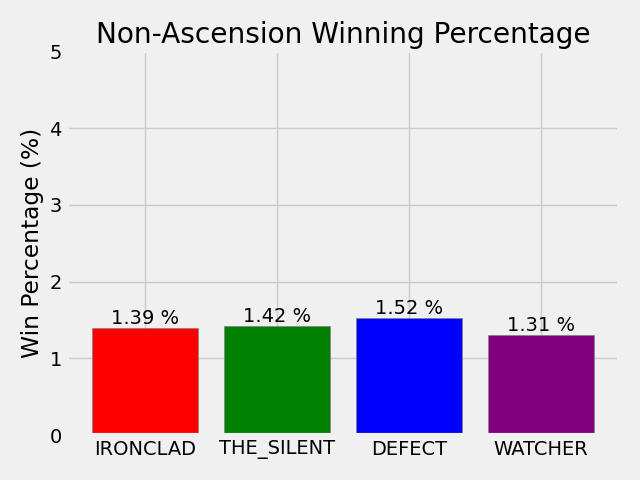 Non-Ascension Winning Percentage
Win Percentage (%)
5
4
3
2
1
0
1.39 %
1.42 %
1.52 %
1.31 %
IRONCLAD
THE_SILENT
DEFECT
WATCHER